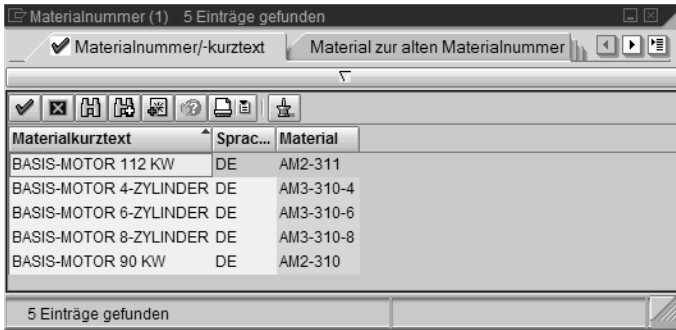 Materialnummer (1) 5 Einträge gefunden
Materialnummer/-kurztext Material zur alten Materialnummer
Materialkurztext Sprac... Material
BASIS-MOTOR 112 KW DE AM2-311
BASIS-MOTOR 4-ZYLINDER DE AM3-310-4
BASIS-MOTOR 6-ZYLINDER DE AM3-310-6
BASIS-MOTOR 8-ZYLINDER DE AM3-310-8
BASIS-MOTOR 90 KW DE AM2-310
5 Einträge gefunden